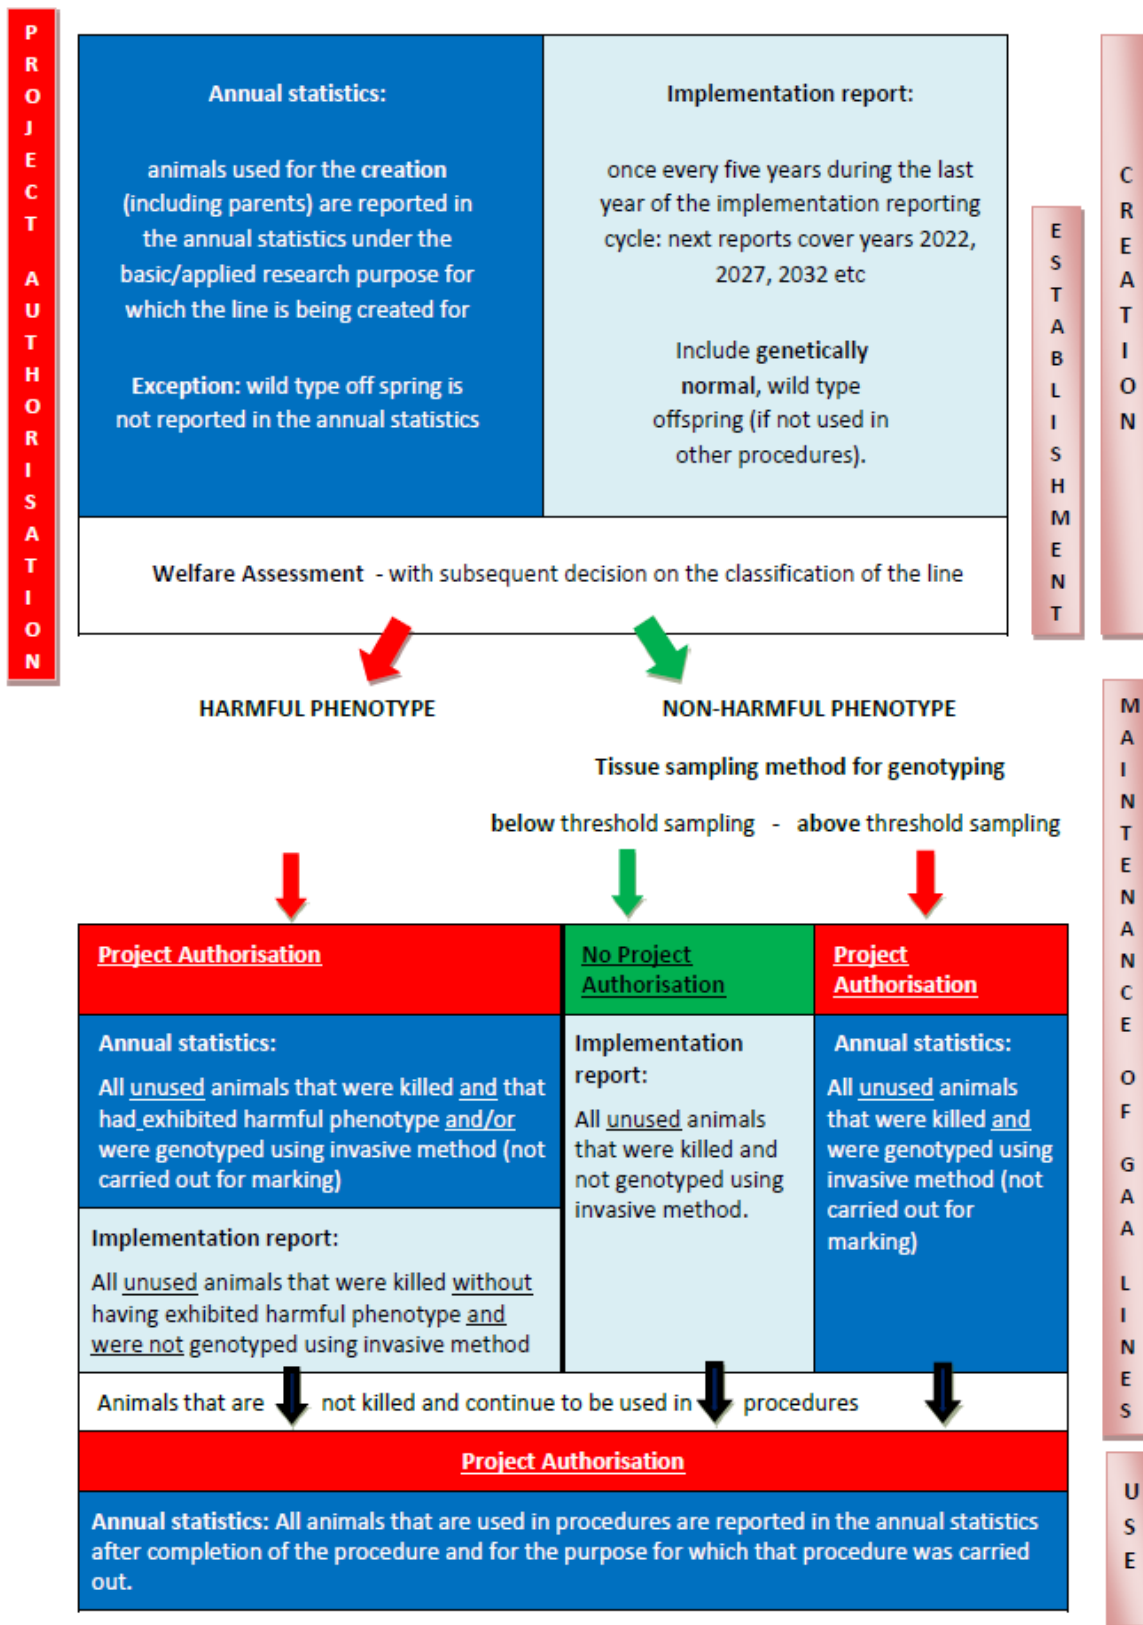 PROJECT AUTHORISATION
Annual statistics:
animals used for the creation
(including parents) are reported in
the annual statistics under the
basic/applied research purpose for
which the line is being created for
Exception: wild type off spring is
not reported in the annual statistics
Implementation report:
once every five years during the last
year of the implementation reporting
cycle: next reports cover years 2022,
2027, 2032 etc
Include genetically
normal, wild type
offspring (if not used in
other procedures).
ESTABLISHMENT
CREATION
Welfare Assessment - with subsequent decision on the classification of the line
HARMFUL PHENOTYPE
NON-HARMFUL PHENOTYPE
Tissue sampling method for genotyping
below threshold sampling - above threshold sampling
MAINTENANCE OF GAA LINES
Project Authorisation
Annual statistics:
All unused animals that were killed and that
had exhibited harmful phenotype and/or
were genotyped using invasive method (not
carried out for marking)
Implementation report:
All unused animals that were killed without
having exhibited harmful phenotype and
were not genotyped using invasive method
No Project
Authorisation
Implementation
report:
All unused animals
that were killed and
not genotyped using
invasive method.
Project
Authorisation
Annual statistics:
All unused animals
that were killed and
were genotyped using
invasive method (not
carried out for
marking)
Animals that are not killed and continue to be used in procedures
Project Authorisation
USE
Annual statistics: All animals that are used in procedures are reported in the annual statistics
after completion of the procedure and for the purpose for which that procedure was carried
out.